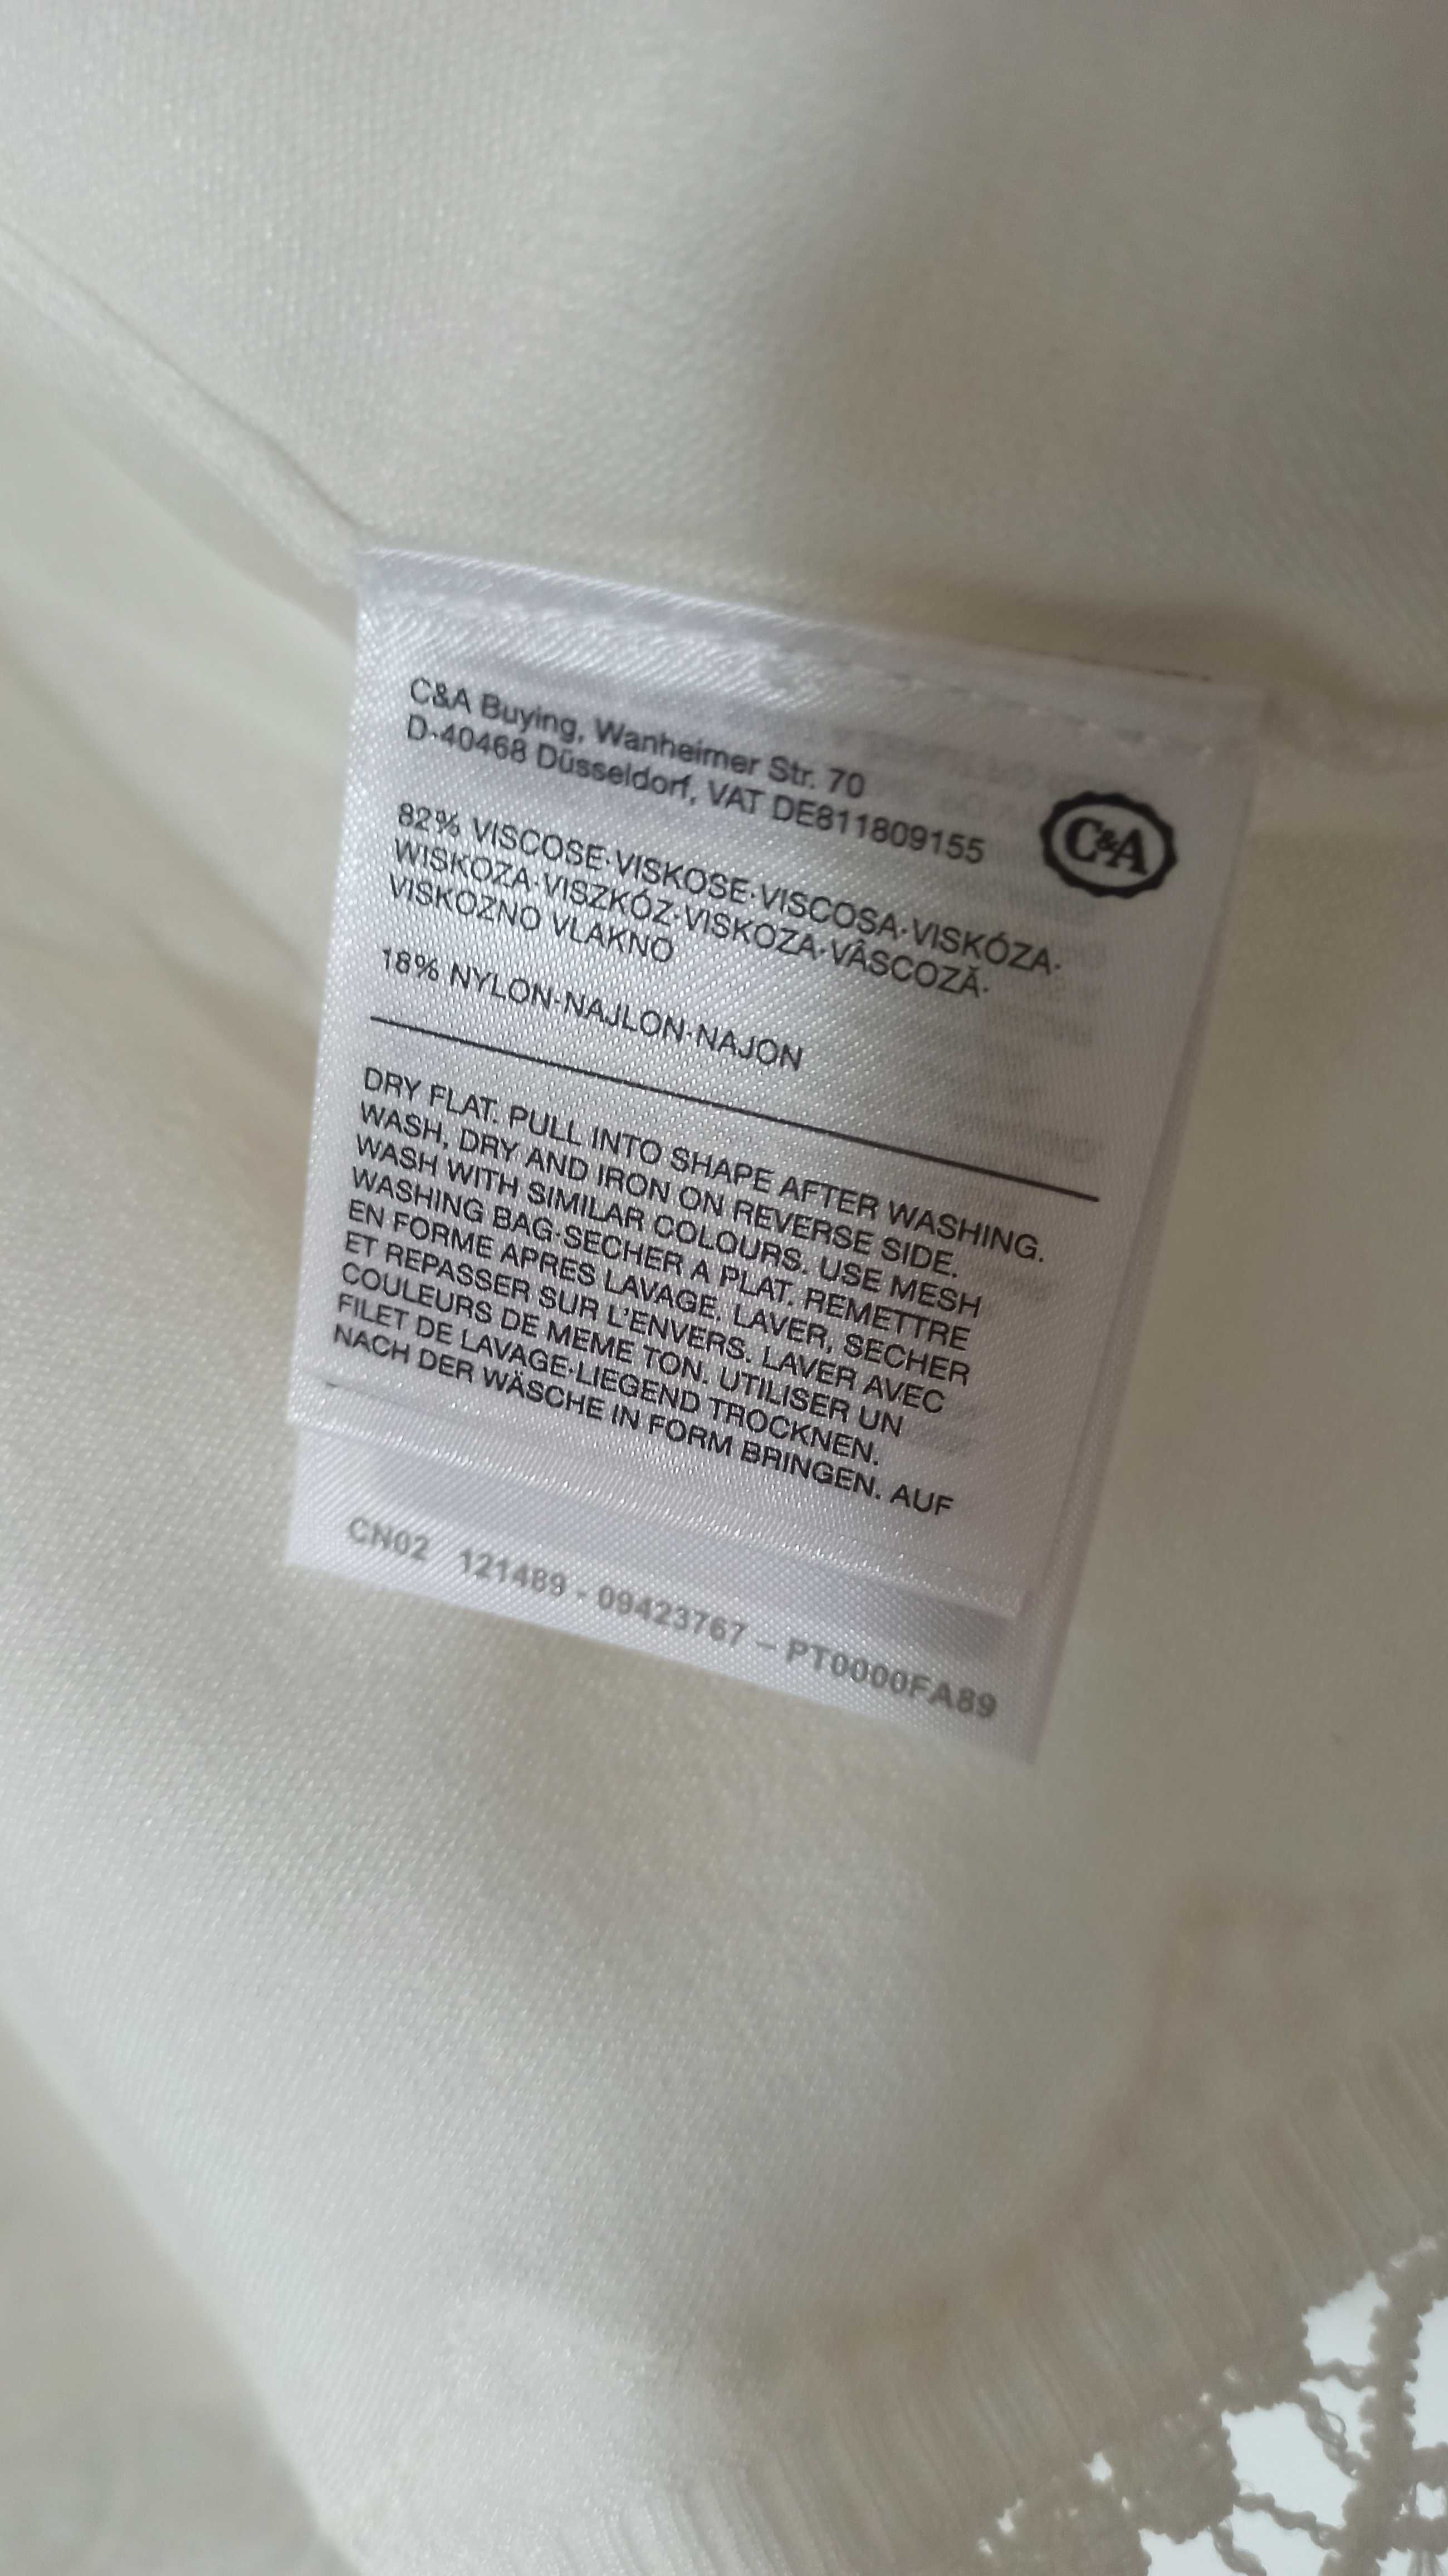 C&A Buying, Wanheimer Str. 70
D-40468 Düsseldorf, VAT DE811809155
C&A
82% VISCOSE·VISKOSE·VISCOSA·VISKÓZA·
WISKOZA·VISZKÓZ·VISKOZA·VÂSCOZĂ·
VISKOZNO VLAKNO
18% NYLON·NAJLON·NAJON
DRY FLAT. PULL INTO SHAPE AFTER WASHING.
WASH, DRY AND IRON ON REVERSE SIDE.
WASH WITH SIMILAR COLOURS. USE MESH
WASHING BAG·SECHER A PLAT. REMETTRE
EN FORME APRES LAVAGE. LAVER, SECHER
ET REPASSER SUR L'ENVERS. LAVER AVEC
COULEURS DE MEME TON. UTILISER UN
FILET DE LAVAGE·LIEGEND TROCKNEN.
NACH DER WÄSCHE IN FORM BRINGEN. AUF
CN02 121489 - 09423767 – PT0000FA89